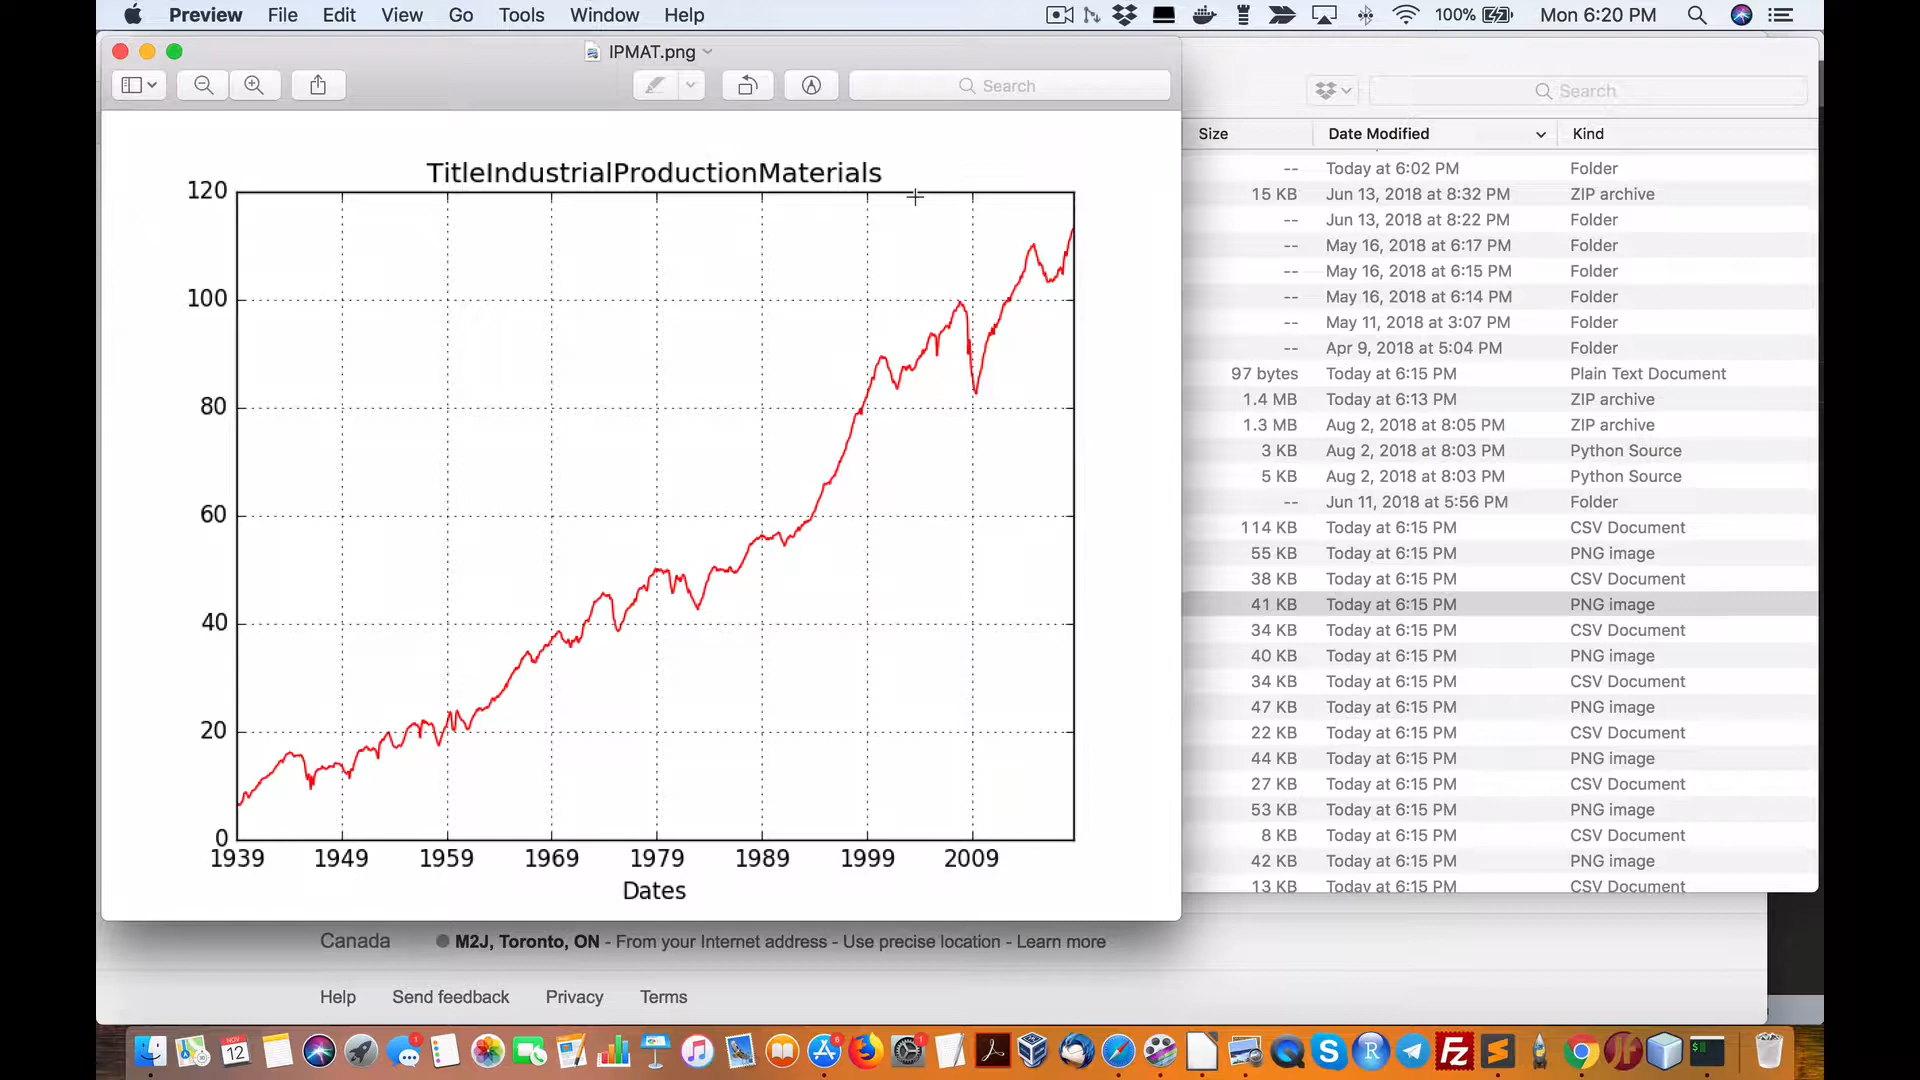 Preview File Edit View Go Tools Window Help 100% Mon 6:20 PM
IPMAT.png
Search
TitleIndustrialProductionMaterials
120
100
80
60
40
20
0
1939 1949 1959 1969 1979 1989 1999 2009
Dates
Search
Size Date Modified Kind
-- Today at 6:02 PM Folder
15 KB Jun 13, 2018 at 8:32 PM ZIP archive
-- Jun 13, 2018 at 8:22 PM Folder
-- May 16, 2018 at 6:17 PM Folder
-- May 16, 2018 at 6:15 PM Folder
-- May 16, 2018 at 6:14 PM Folder
-- May 11, 2018 at 3:07 PM Folder
-- Apr 9, 2018 at 5:04 PM Folder
97 bytes Today at 6:15 PM Plain Text Document
1.4 MB Today at 6:13 PM ZIP archive
1.3 MB Aug 2, 2018 at 8:05 PM ZIP archive
3 KB Aug 2, 2018 at 8:03 PM Python Source
5 KB Aug 2, 2018 at 8:03 PM Python Source
-- Jun 11, 2018 at 5:56 PM Folder
114 KB Today at 6:15 PM CSV Document
55 KB Today at 6:15 PM PNG image
38 KB Today at 6:15 PM CSV Document
41 KB Today at 6:15 PM PNG image
34 KB Today at 6:15 PM CSV Document
40 KB Today at 6:15 PM PNG image
34 KB Today at 6:15 PM CSV Document
47 KB Today at 6:15 PM PNG image
22 KB Today at 6:15 PM CSV Document
44 KB Today at 6:15 PM PNG image
27 KB Today at 6:15 PM CSV Document
53 KB Today at 6:15 PM PNG image
8 KB Today at 6:15 PM CSV Document
42 KB Today at 6:15 PM PNG image
13 KB Today at 6:15 PM CSV Document
Canada M2J, Toronto, ON - From your Internet address - Use precise location - Learn more
Help Send feedback Privacy Terms
NOV
12